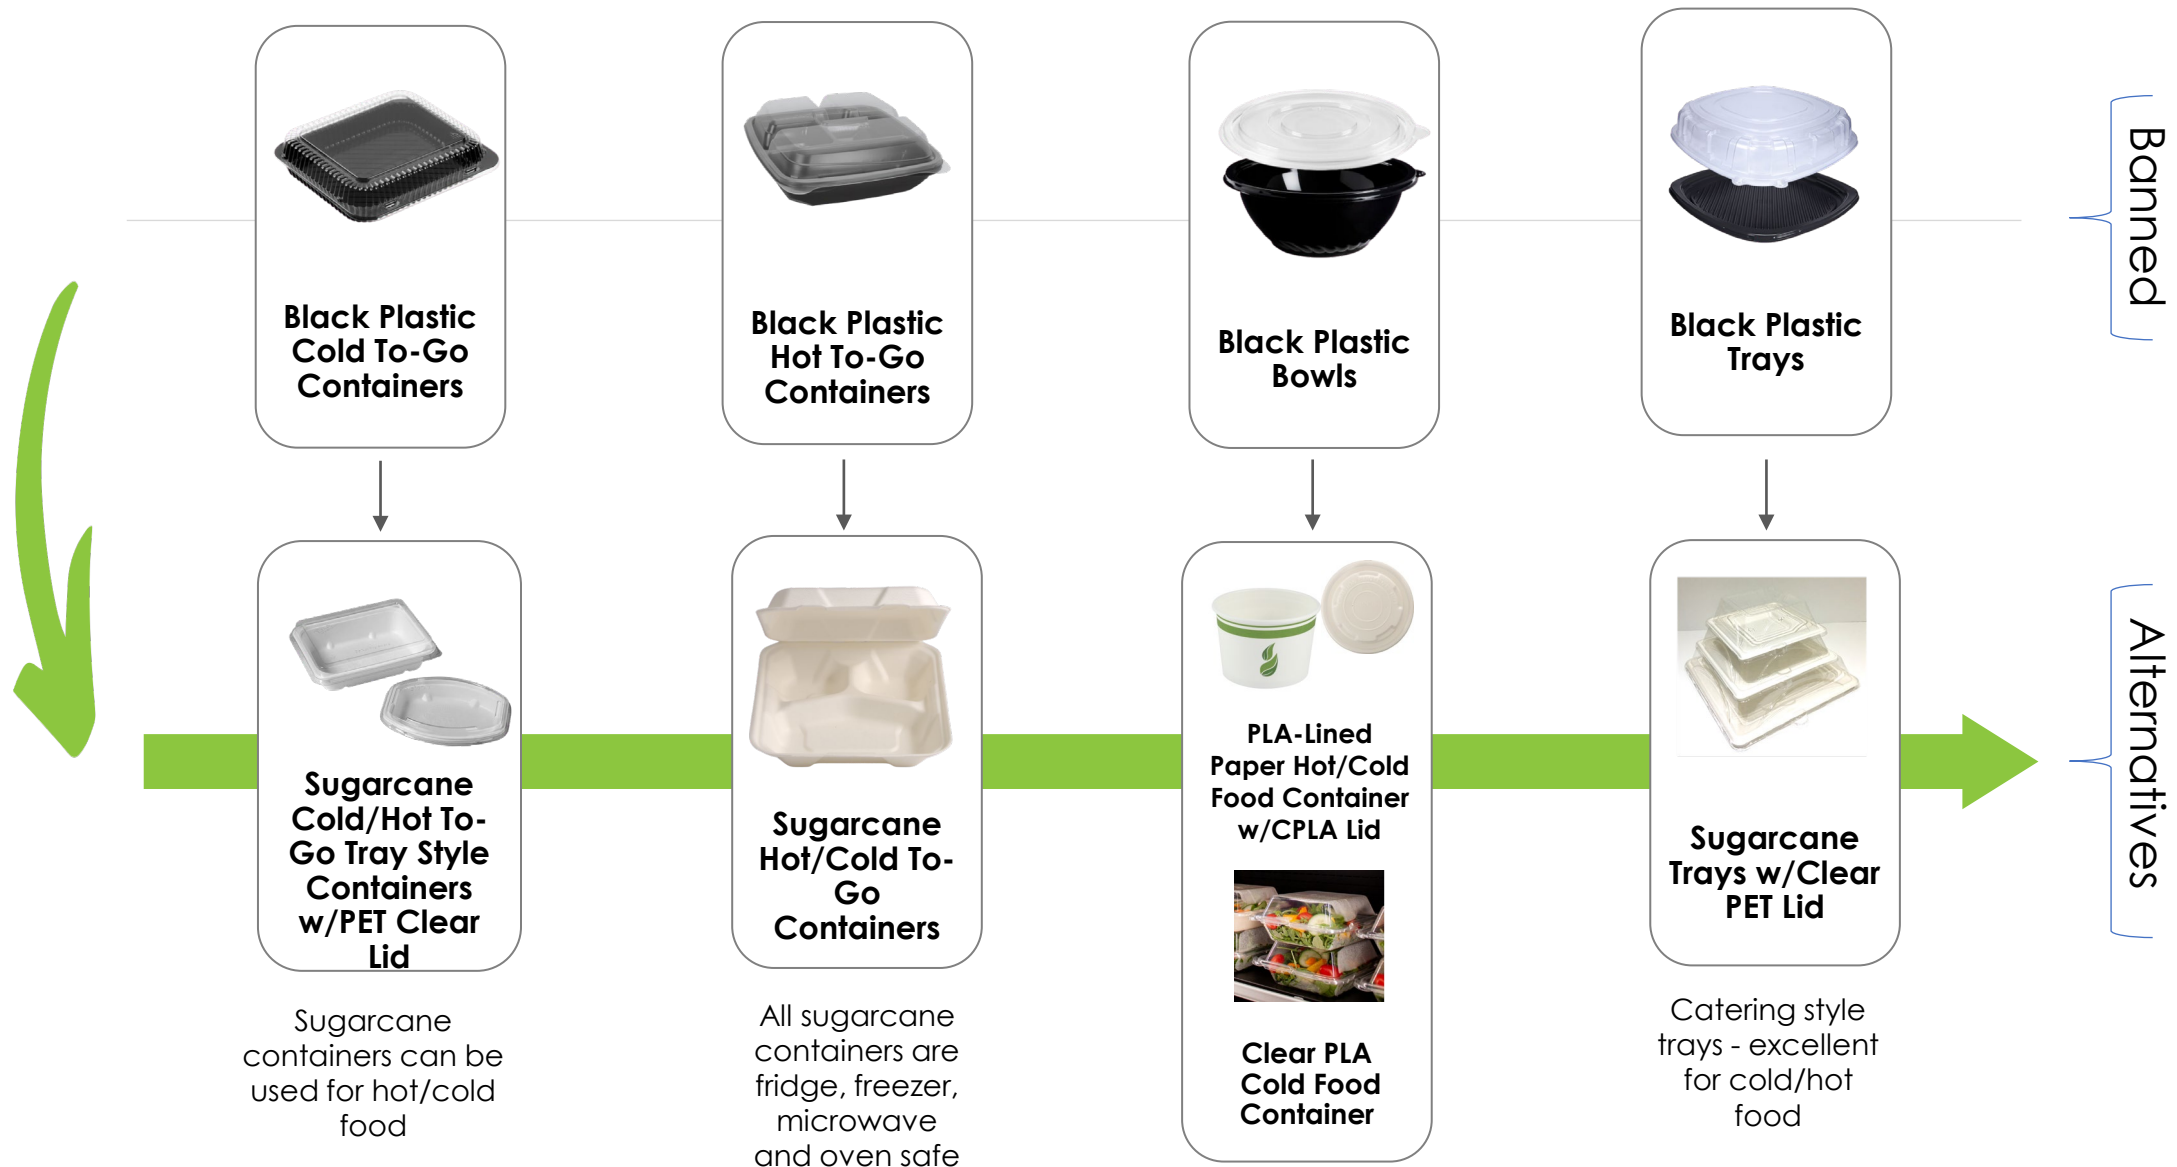 Black Plastic
Cold To-Go
Containers
Black Plastic
Hot To-Go
Containers
Black Plastic
Bowls
Black Plastic
Trays
Banned
Sugarcane
Cold/Hot To-
Go Tray Style
Containers
w/PET Clear
Lid
Sugarcane
Hot/Cold To-
Go
Containers
PLA-Lined
Paper Hot/Cold
Food Container
w/CPLA Lid
Clear PLA
Cold Food
Container
Sugarcane
Trays w/Clear
PET Lid
Alternatives
Sugarcane
containers can be
used for hot/cold
food
All sugarcane
containers are
fridge, freezer,
microwave
and oven safe
Catering style
trays - excellent
for cold/hot
food